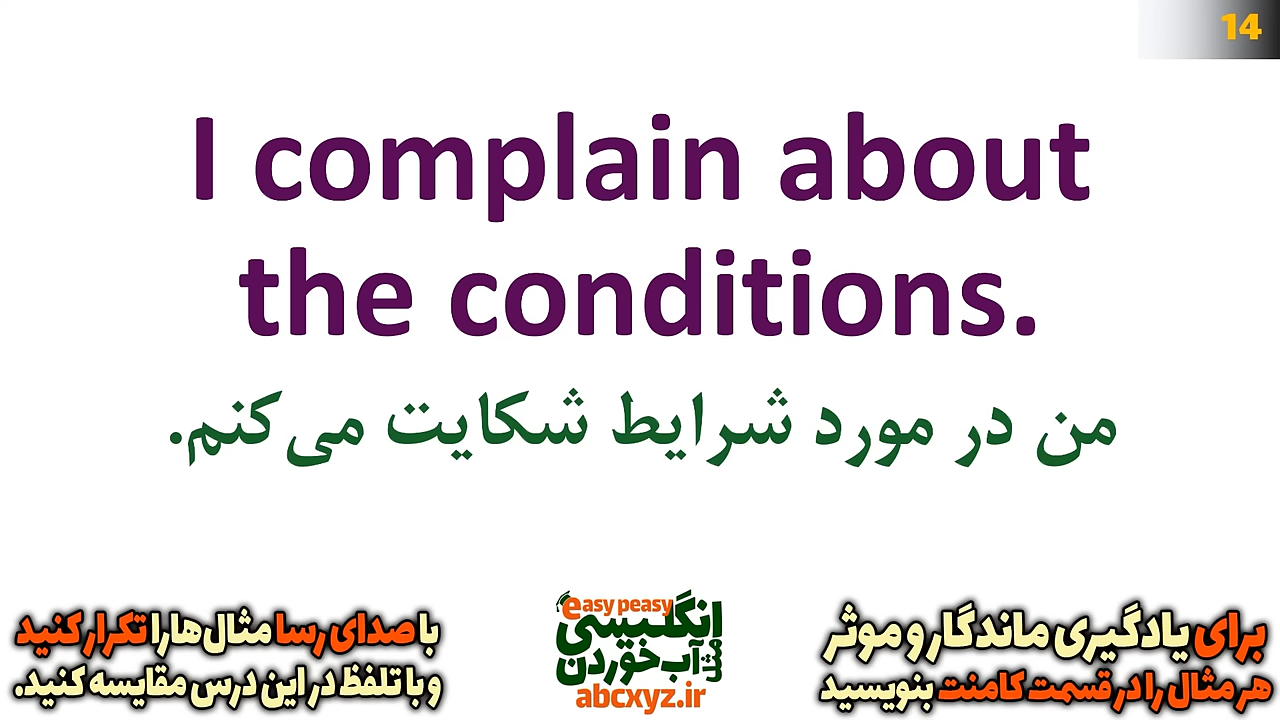 14
I complain about
the conditions.
من در مورد شرایط شکایت می‌کنم.
برای یادگیری ماندگار و موثر
هر مثال را در قسمت کامنت بنویسید
easy peasy
انگلیسی
مثل آب خوردن
abcxyz.ir
با صدای رسا مثال‌ها را تکرار کنید
و با تلفظ در این درس مقایسه کنید.